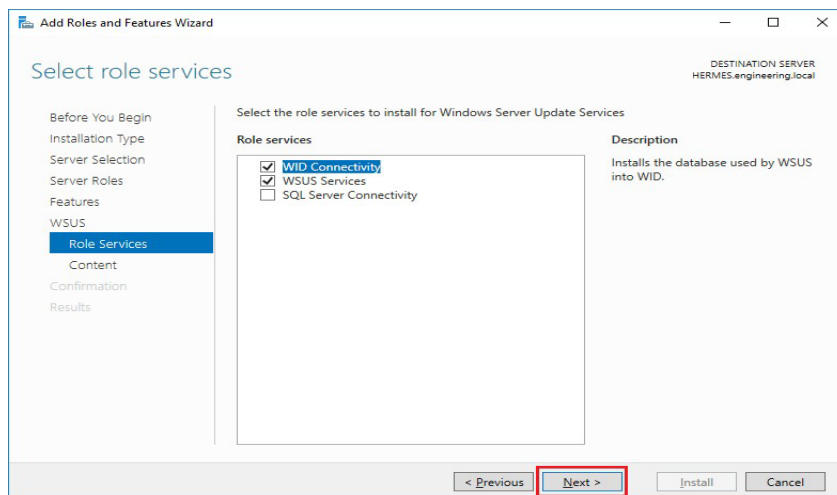 Add Roles and Features Wizard
Select role services
DESTINATION SERVER
HERMES.engineering.local
Before You Begin
Installation Type
Server Selection
Server Roles
Features
WSUS
Role Services
Content
Confirmation
Results
Select the role services to install for Windows Server Update Services
Role services
WID Connectivity
WSUS Services
SQL Server Connectivity
Description
Installs the database used by WSUS
into WID.
< Previous
Next >
Install
Cancel